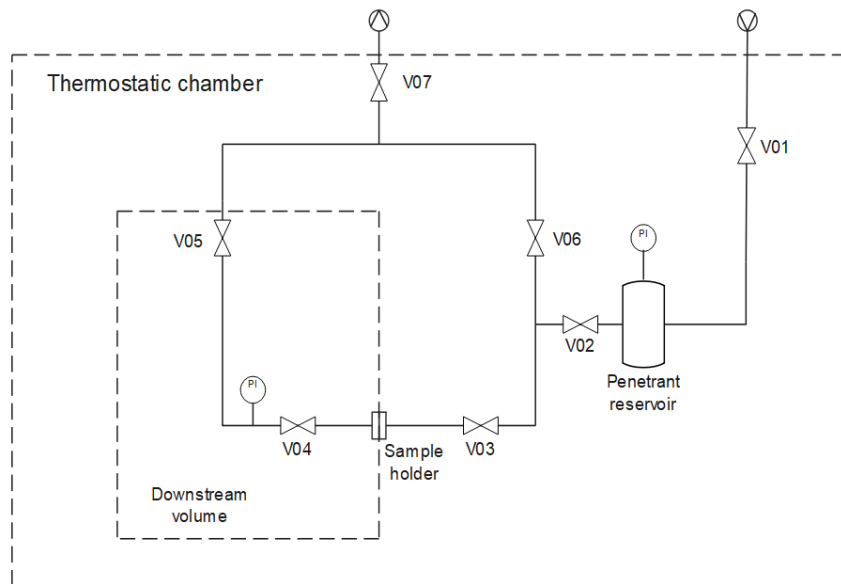 V07
Thermostatic chamber
V01
V05
V06
PI
V02
Penetrant
reservoir
PI
V04
Sample
holder
V03
Downstream
volume